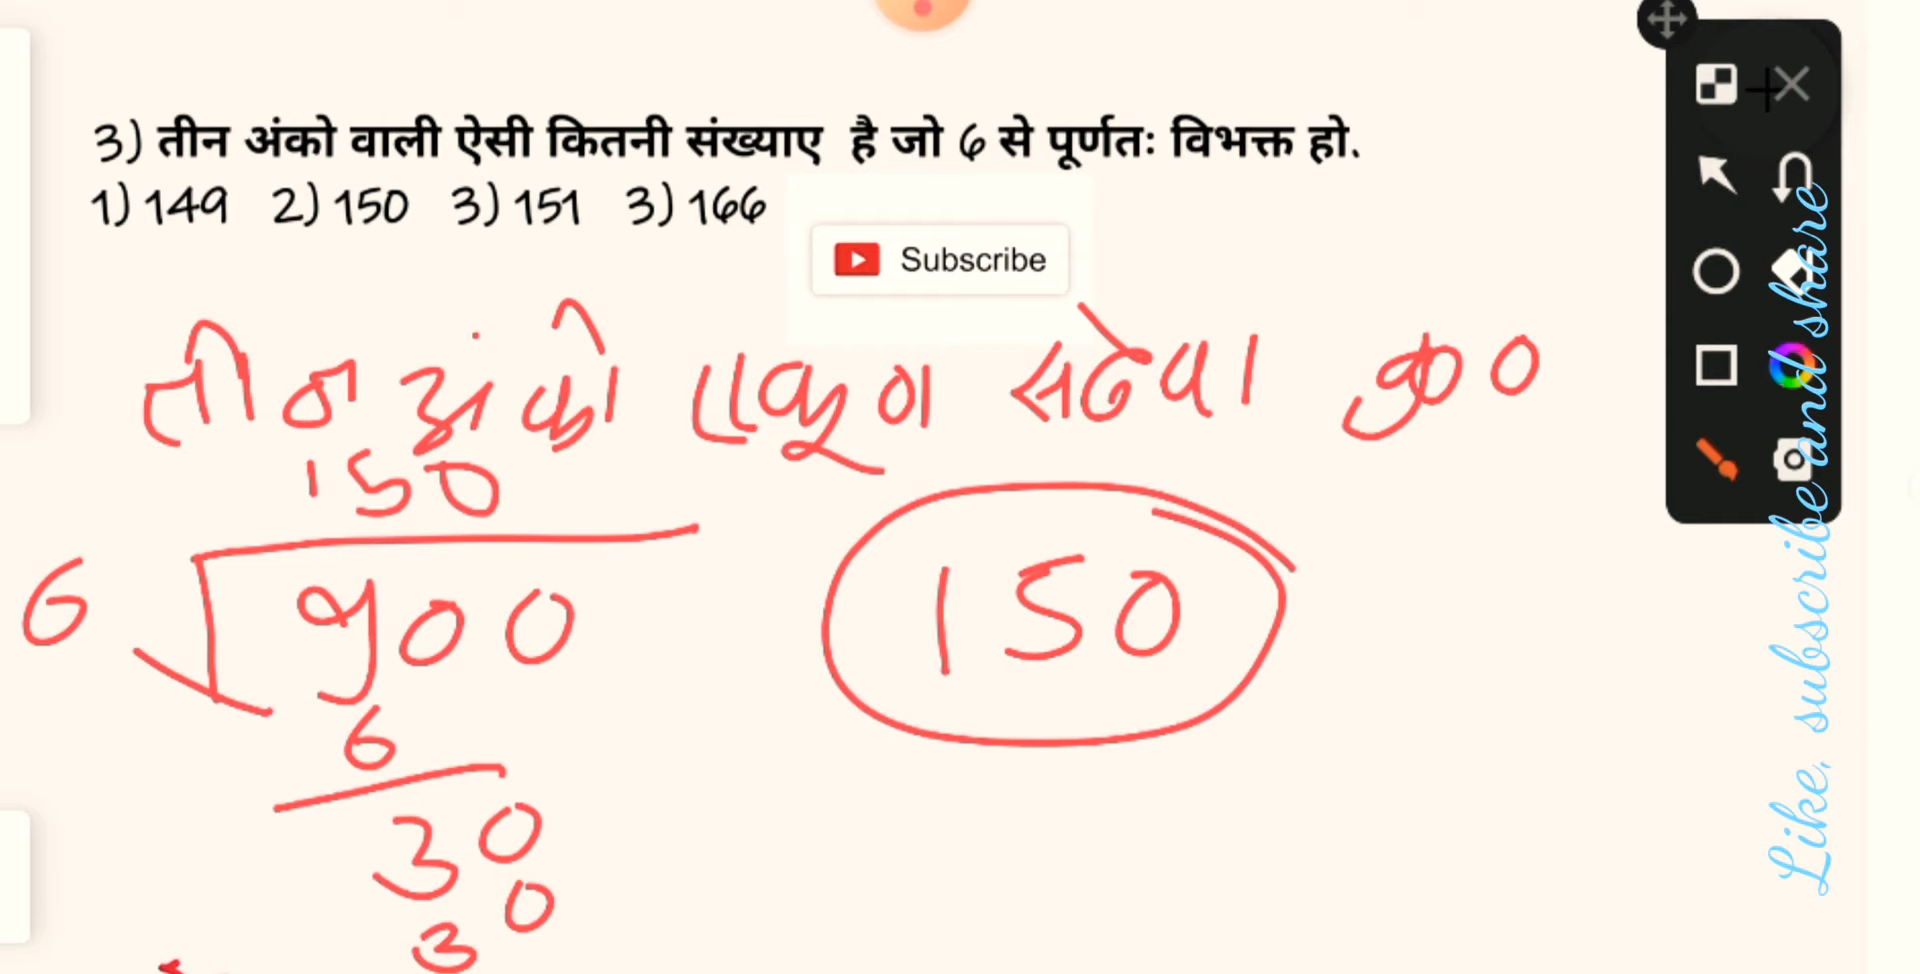 3) तीन अंको वाली ऐसी कितनी संख्याए है जो 6 से पूर्णतः विभक्त हो.
1) 149 2) 150 3) 151 3) 166
Subscribe
तीन अंको 900
150
6 900
150
6
30
30
Like, subscribe and share